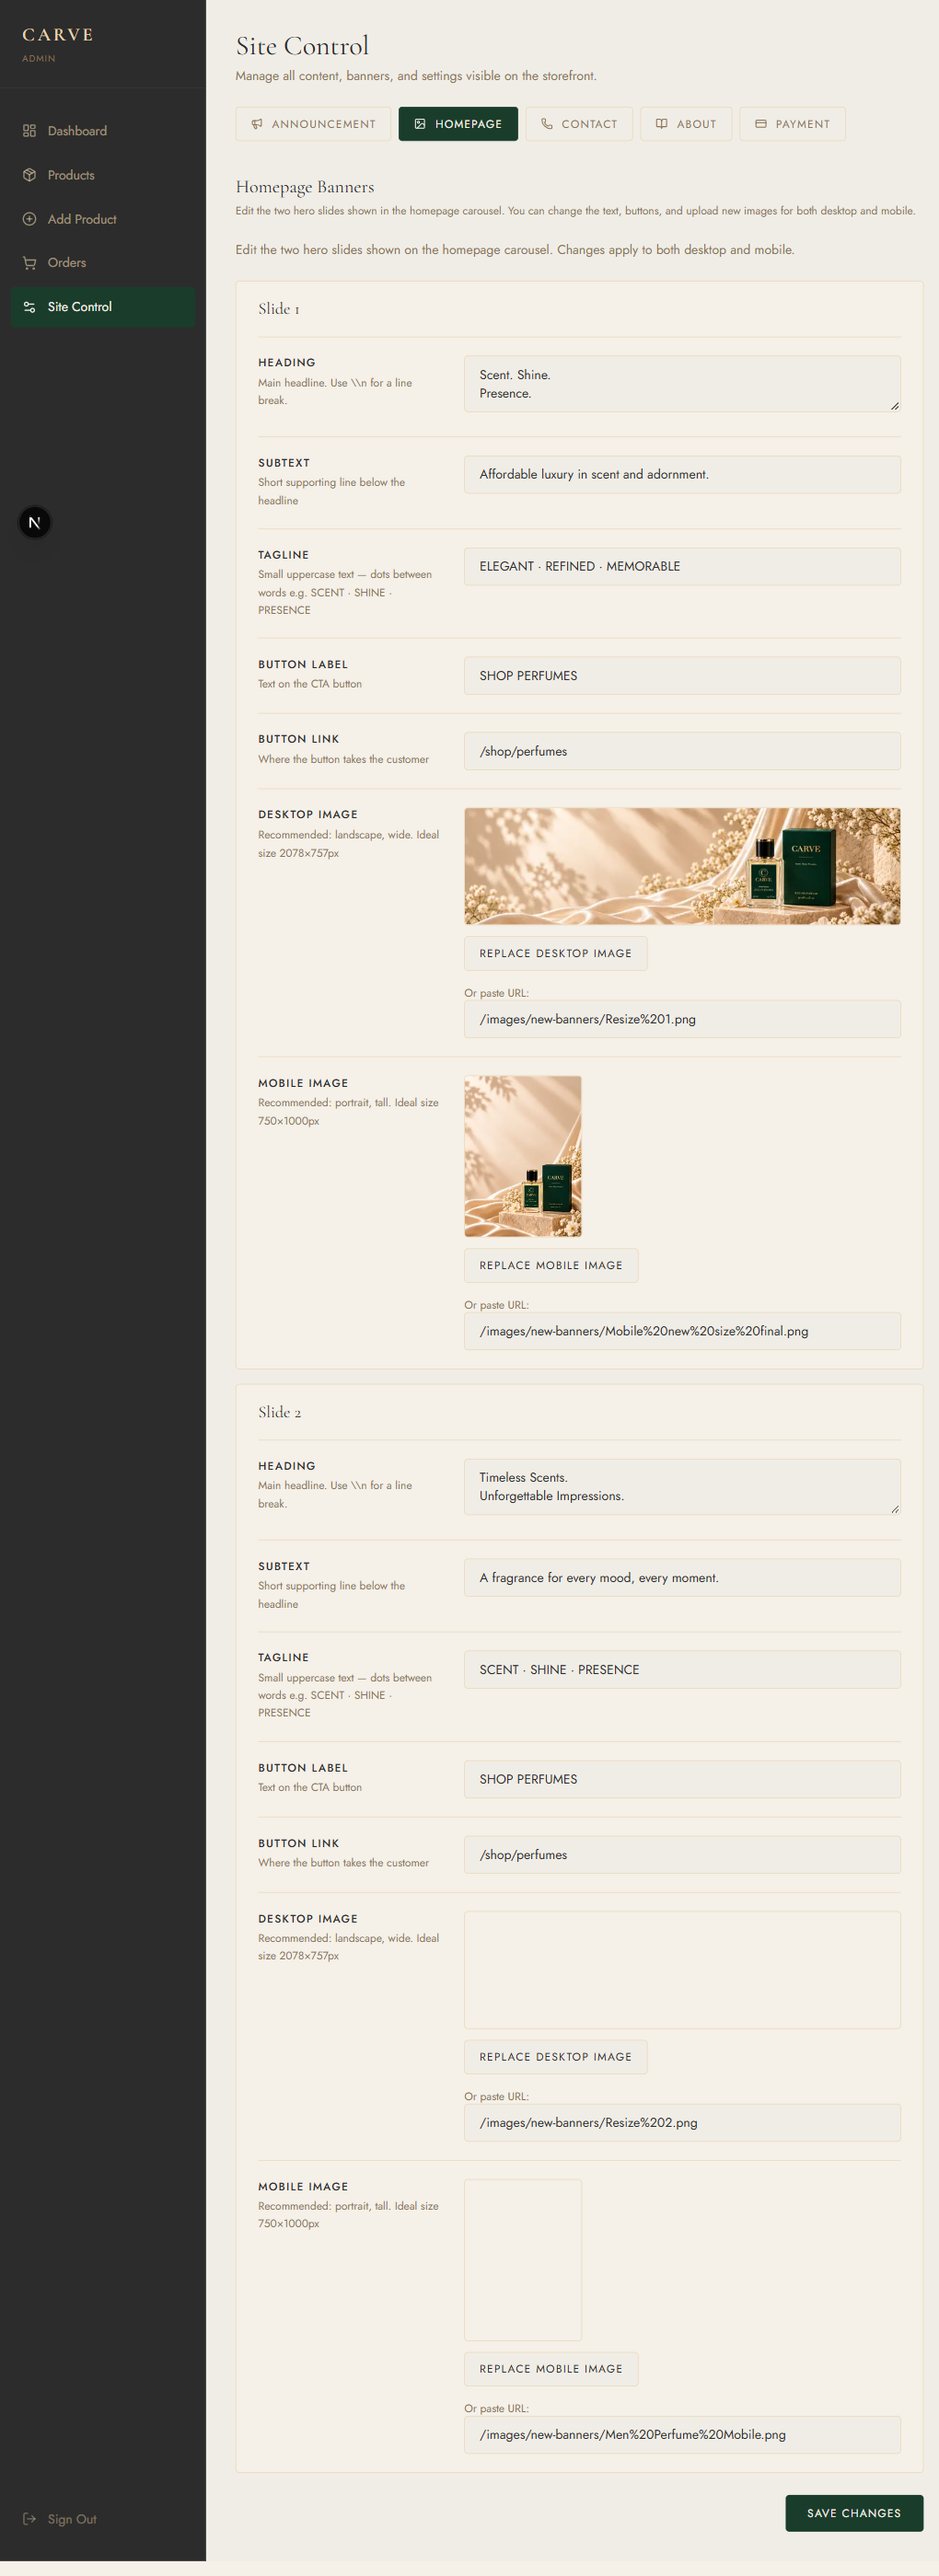 CARVE
ADMIN
Dashboard
Products
Add Product
Orders
Site Control
N
Sign Out
Site Control
Manage all content, banners, and settings visible on the storefront.
ANNOUNCEMENT
HOMEPAGE
CONTACT
ABOUT
PAYMENT
Homepage Banners
Edit the two hero slides shown in the homepage carousel. You can change the text, buttons, and upload new images for both desktop and mobile.
Edit the two hero slides shown on the homepage carousel. Changes apply to both desktop and mobile.
Slide 1
HEADING
Main headline. Use \\n for a line
break.
Scent. Shine.
Presence.
SUBTEXT
Short supporting line below the
headline
Affordable luxury in scent and adornment.
TAGLINE
Small uppercase text — dots between
words e.g. SCENT · SHINE ·
PRESENCE
ELEGANT · REFINED · MEMORABLE
BUTTON LABEL
Text on the CTA button
SHOP PERFUMES
BUTTON LINK
Where the button takes the customer
/shop/perfumes
DESKTOP IMAGE
Recommended: landscape, wide. Ideal
size 2078×757px
CARVE
CARVE
REPLACE DESKTOP IMAGE
Or paste URL:
/images/new-banners/Resize%201.png
MOBILE IMAGE
Recommended: portrait, tall. Ideal size
750×1000px
CARVE
CARVE
REPLACE MOBILE IMAGE
Or paste URL:
/images/new-banners/Mobile%20new%20size%20final.png
Slide 2
HEADING
Main headline. Use \\n for a line
break.
Timeless Scents.
Unforgettable Impressions.
SUBTEXT
Short supporting line below the
headline
A fragrance for every mood, every moment.
TAGLINE
Small uppercase text — dots between
words e.g. SCENT · SHINE ·
PRESENCE
SCENT · SHINE · PRESENCE
BUTTON LABEL
Text on the CTA button
SHOP PERFUMES
BUTTON LINK
Where the button takes the customer
/shop/perfumes
DESKTOP IMAGE
Recommended: landscape, wide. Ideal
size 2078×757px
REPLACE DESKTOP IMAGE
Or paste URL:
/images/new-banners/Resize%202.png
MOBILE IMAGE
Recommended: portrait, tall. Ideal size
750×1000px
REPLACE MOBILE IMAGE
Or paste URL:
/images/new-banners/Men%20Perfume%20Mobile.png
SAVE CHANGES